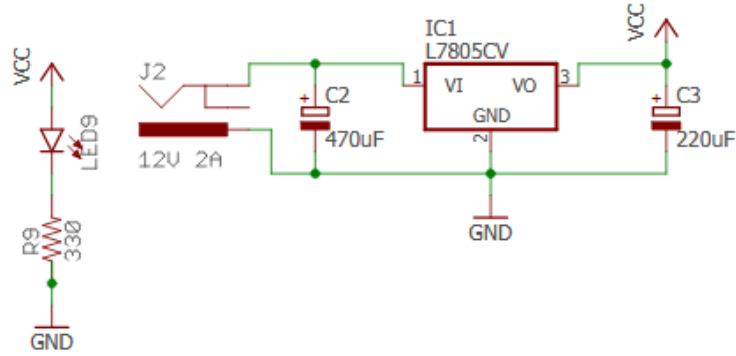 VCC
LED9
R9
330
GND
J2
12V 2A
+
C2
470uF
IC1
L7805CV
1
VI
VO
3
GND
2
GND
VCC
+
C3
220uF